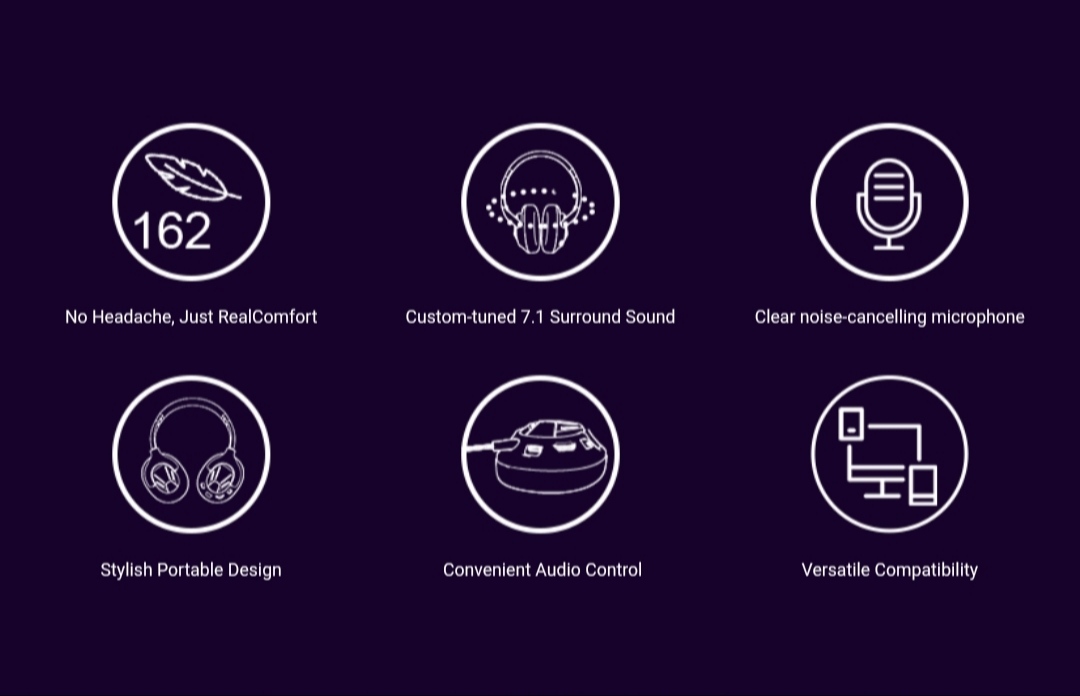 162
No Headache, Just RealComfort
Custom-tuned 7.1 Surround Sound
Clear noise-cancelling microphone
Stylish Portable Design
Convenient Audio Control
Versatile Compatibility